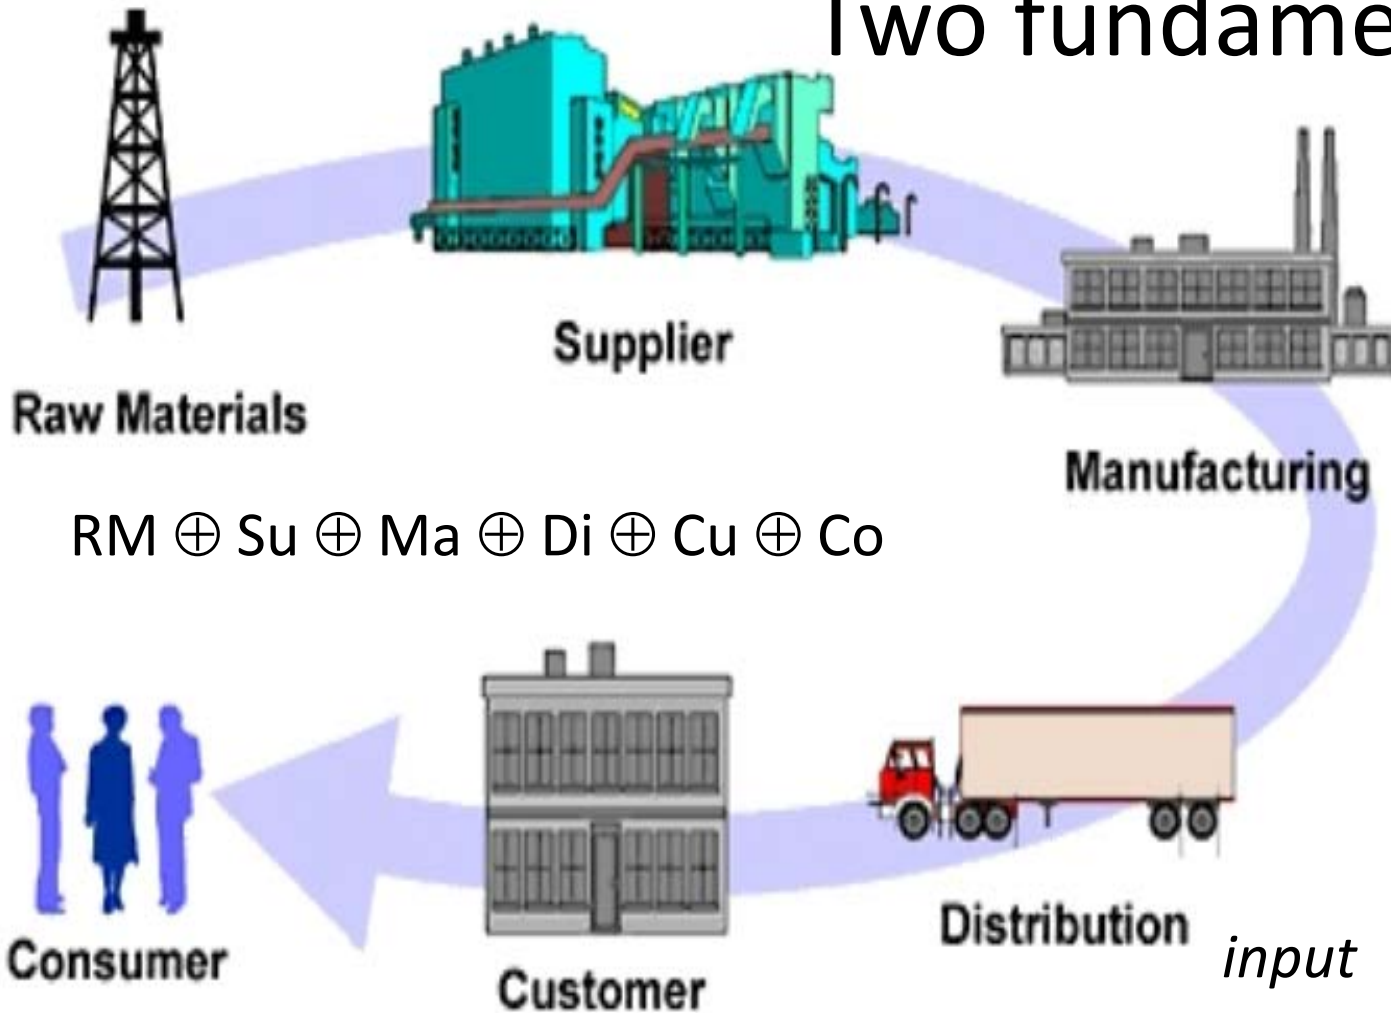 Two fundame
Supplier
Raw Materials
Manufacturing
RM ⊕ Su ⊕ Ma ⊕ Di ⊕ Cu ⊕ Co
Distribution
input
Consumer
Customer